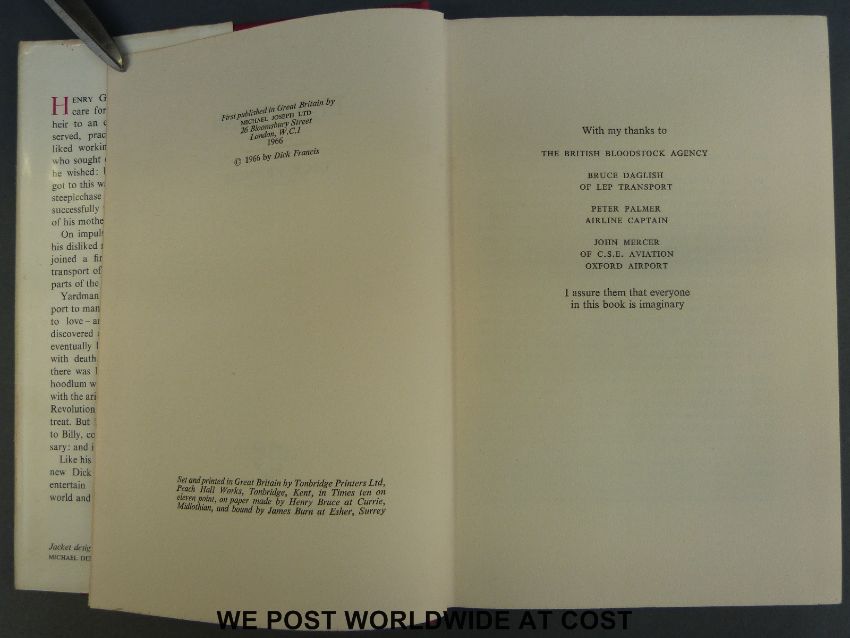 HENRY G
care for
heir to an
served, prac
liked workin
who sought
he wished:
got to this w
steeplechase
successfully
of his mothe
On impul
his disliked
joined a fir
transport of
parts of the
Yardman
port to man
to love – a
discovered
eventually
with death
there was
hoodlum w
with the ari
Revolution
treat. But
to Billy, co
sary: and i
Like his
new Dick
entertain
world and
Jacket desig
MICHAEL DE
First published in Great Britain by
MICHAEL JOSEPH LTD
26 Bloomsbury Street
London, W.C.1
1966
© 1966 by Dick Francis
Set and printed in Great Britain by Tonbridge Printers Ltd,
Peach Hall Works, Tonbridge, Kent, in Times ten on
eleven point, on paper made by Henry Bruce at Currie,
Midlothian, and bound by James Burn at Esher, Surrey
With my thanks to
THE BRITISH BLOODSTOCK AGENCY
BRUCE DAGLISH
OF LEP TRANSPORT
PETER PALMER
AIRLINE CAPTAIN
JOHN MERCER
OF C.S.E. AVIATION
OXFORD AIRPORT
I assure them that everyone
in this book is imaginary
WE POST WORLDWIDE AT COST